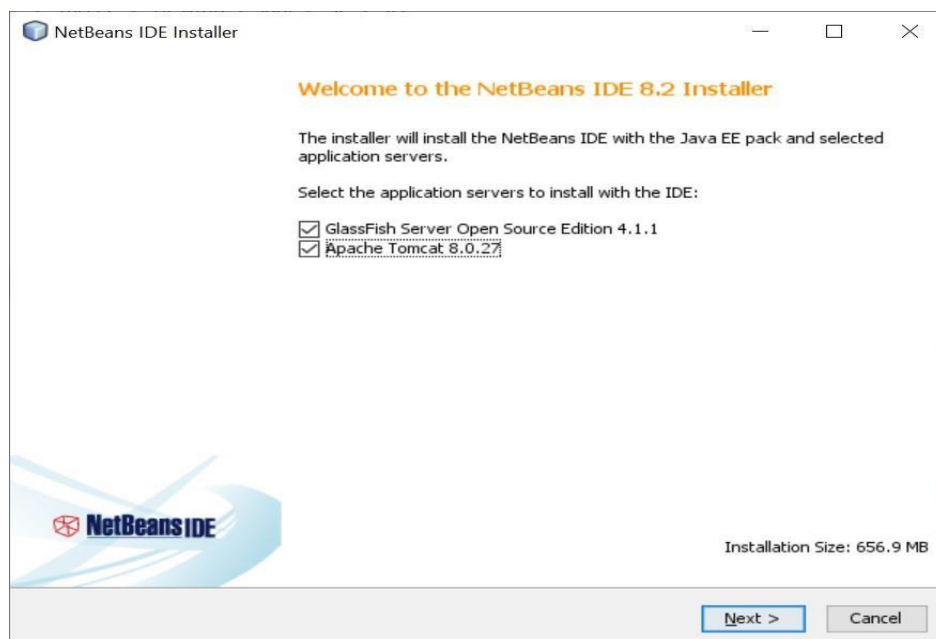 NetBeans IDE Installer
Welcome to the NetBeans IDE 8.2 Installer
The installer will install the NetBeans IDE with the Java EE pack and selected
application servers.
Select the application servers to install with the IDE:
GlassFish Server Open Source Edition 4.1.1
Apache Tomcat 8.0.27
NetBeans IDE
Installation Size: 656.9 MB
Next >
Cancel